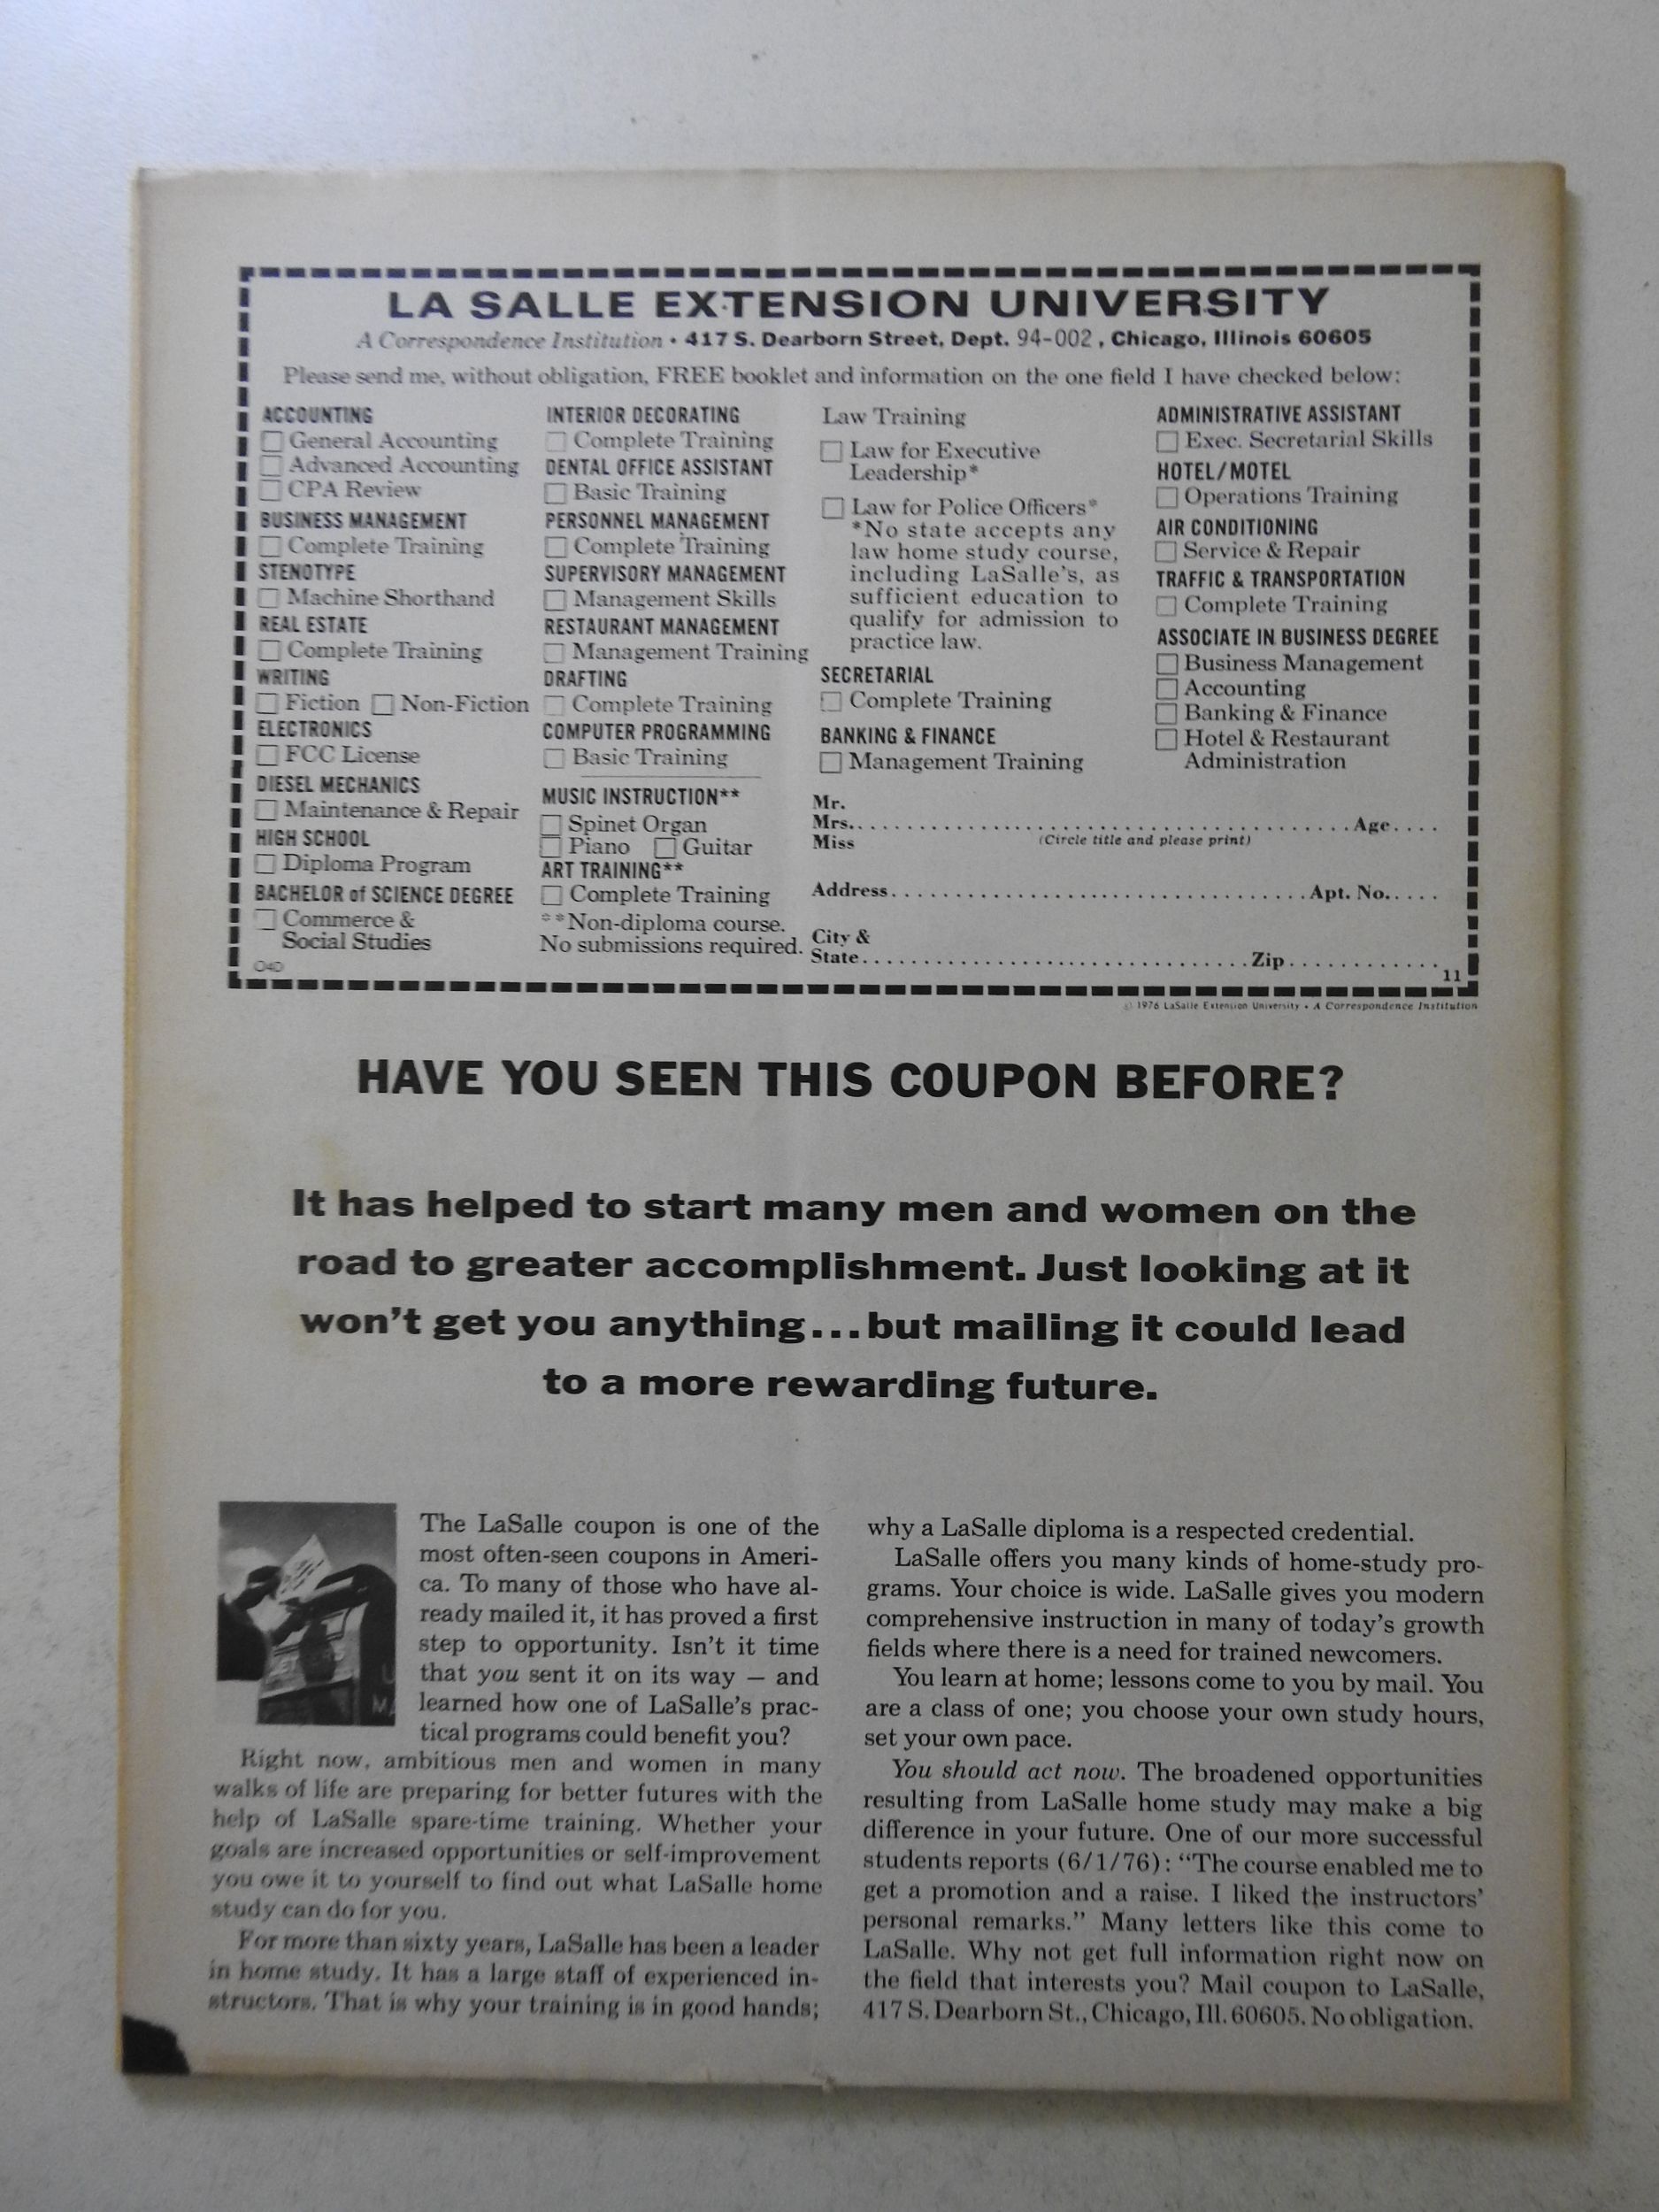 LA SALLE EXTENSION UNIVERSITY
A Correspondence Institution • 417 S. Dearborn Street, Dept. 94-002, Chicago, Illinois 60605
Please send me, without obligation, FREE booklet and information on the one field I have checked below:
ACCOUNTING
General Accounting
Advanced Accounting
CPA Review
BUSINESS MANAGEMENT
Complete Training
STENOTYPE
Machine Shorthand
REAL ESTATE
Complete Training
WRITING
Fiction Non-Fiction
ELECTRONICS
FCC License
DIESEL MECHANICS
Maintenance & Repair
HIGH SCHOOL
Diploma Program
BACHELOR of SCIENCE DEGREE
Commerce &
Social Studies
040
INTERIOR DECORATING
Complete Training
DENTAL OFFICE ASSISTANT
Basic Training
PERSONNEL MANAGEMENT
Complete Training
SUPERVISORY MANAGEMENT
Management Skills
RESTAURANT MANAGEMENT
Management Training
DRAFTING
Complete Training
COMPUTER PROGRAMMING
Basic Training
MUSIC INSTRUCTION**
Spinet Organ
Piano Guitar
ART TRAINING**
Complete Training
**Non-diploma course.
No submissions required.
Law Training
Law for Executive
Leadership*
Law for Police Officers*
*No state accepts any
law home study course,
including LaSalle's, as
sufficient education to
qualify for admission to
practice law.
SECRETARIAL
Complete Training
BANKING & FINANCE
Management Training
ADMINISTRATIVE ASSISTANT
Exec. Secretarial Skills
HOTEL/MOTEL
Operations Training
AIR CONDITIONING
Service & Repair
TRAFFIC & TRANSPORTATION
Complete Training
ASSOCIATE IN BUSINESS DEGREE
Business Management
Accounting
Banking & Finance
Hotel & Restaurant
Administration
Mr.
Mrs. Age
Miss (Circle title and please print)
Address Apt. No.
City &
State Zip
11
© 1976 LaSalle Extension University • A Correspondence Institution
HAVE YOU SEEN THIS COUPON BEFORE?
It has helped to start many men and women on the
road to greater accomplishment. Just looking at it
won't get you anything...but mailing it could lead
to a more rewarding future.
The LaSalle coupon is one of the
most often-seen coupons in Ameri-
ca. To many of those who have al-
ready mailed it, it has proved a first
step to opportunity. Isn't it time
that you sent it on its way — and
learned how one of LaSalle's prac-
tical programs could benefit you?
Right now, ambitious men and women in many
walks of life are preparing for better futures with the
help of LaSalle spare-time training. Whether your
goals are increased opportunities or self-improvement
you owe it to yourself to find out what LaSalle home
study can do for you.
For more than sixty years, LaSalle has been a leader
in home study. It has a large staff of experienced in-
structors. That is why your training is in good hands;
why a LaSalle diploma is a respected credential.
LaSalle offers you many kinds of home-study pro-
grams. Your choice is wide. LaSalle gives you modern
comprehensive instruction in many of today's growth
fields where there is a need for trained newcomers.
You learn at home; lessons come to you by mail. You
are a class of one; you choose your own study hours,
set your own pace.
You should act now. The broadened opportunities
resulting from LaSalle home study may make a big
difference in your future. One of our more successful
students reports (6/1/76): “The course enabled me to
get a promotion and a raise. I liked the instructors'
personal remarks.” Many letters like this come to
LaSalle. Why not get full information right now on
the field that interests you? Mail coupon to LaSalle,
417 S. Dearborn St., Chicago, Ill. 60605. No obligation.